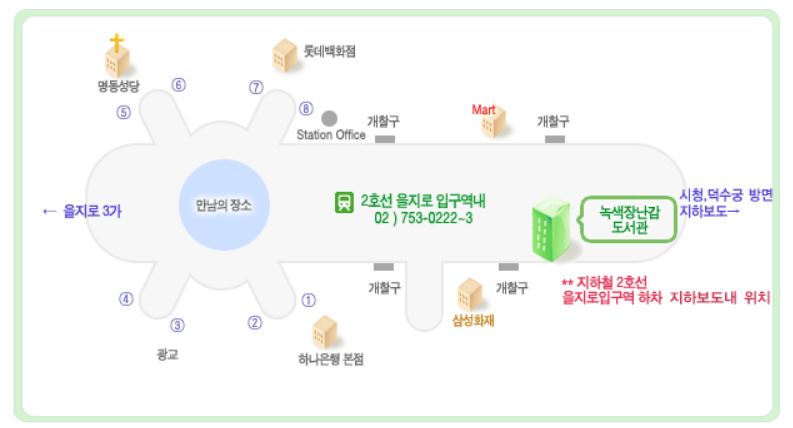 롯데백화점
명동성당
⑥
⑦
⑤
⑧
Station Office
개찰구
Mart
개찰구
← 을지로 3가
만남의 장소
2호선 을지로 입구역내
02 ) 753-0222~3
녹색장난감
도서관
시청,덕수궁 방면
지하보도→
** 지하철 2호선
을지로입구역 하차 지하보도내 위치
개찰구
개찰구
④
③
②
①
삼성화재
광교
하나은행 본점